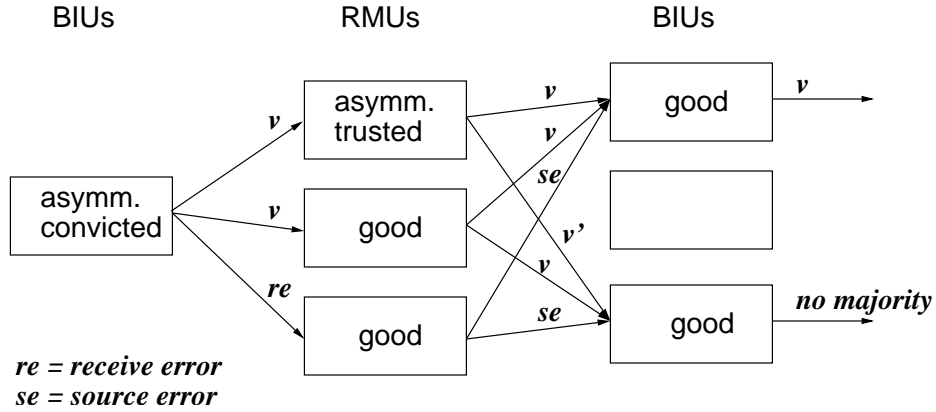 BIUs RMUs BIUs
asymm.
trusted
good
v
v
v
v
se
asymm.
convicted
v
good
v'
v
re
good
se
good
no majority
re = receive error
se = source error